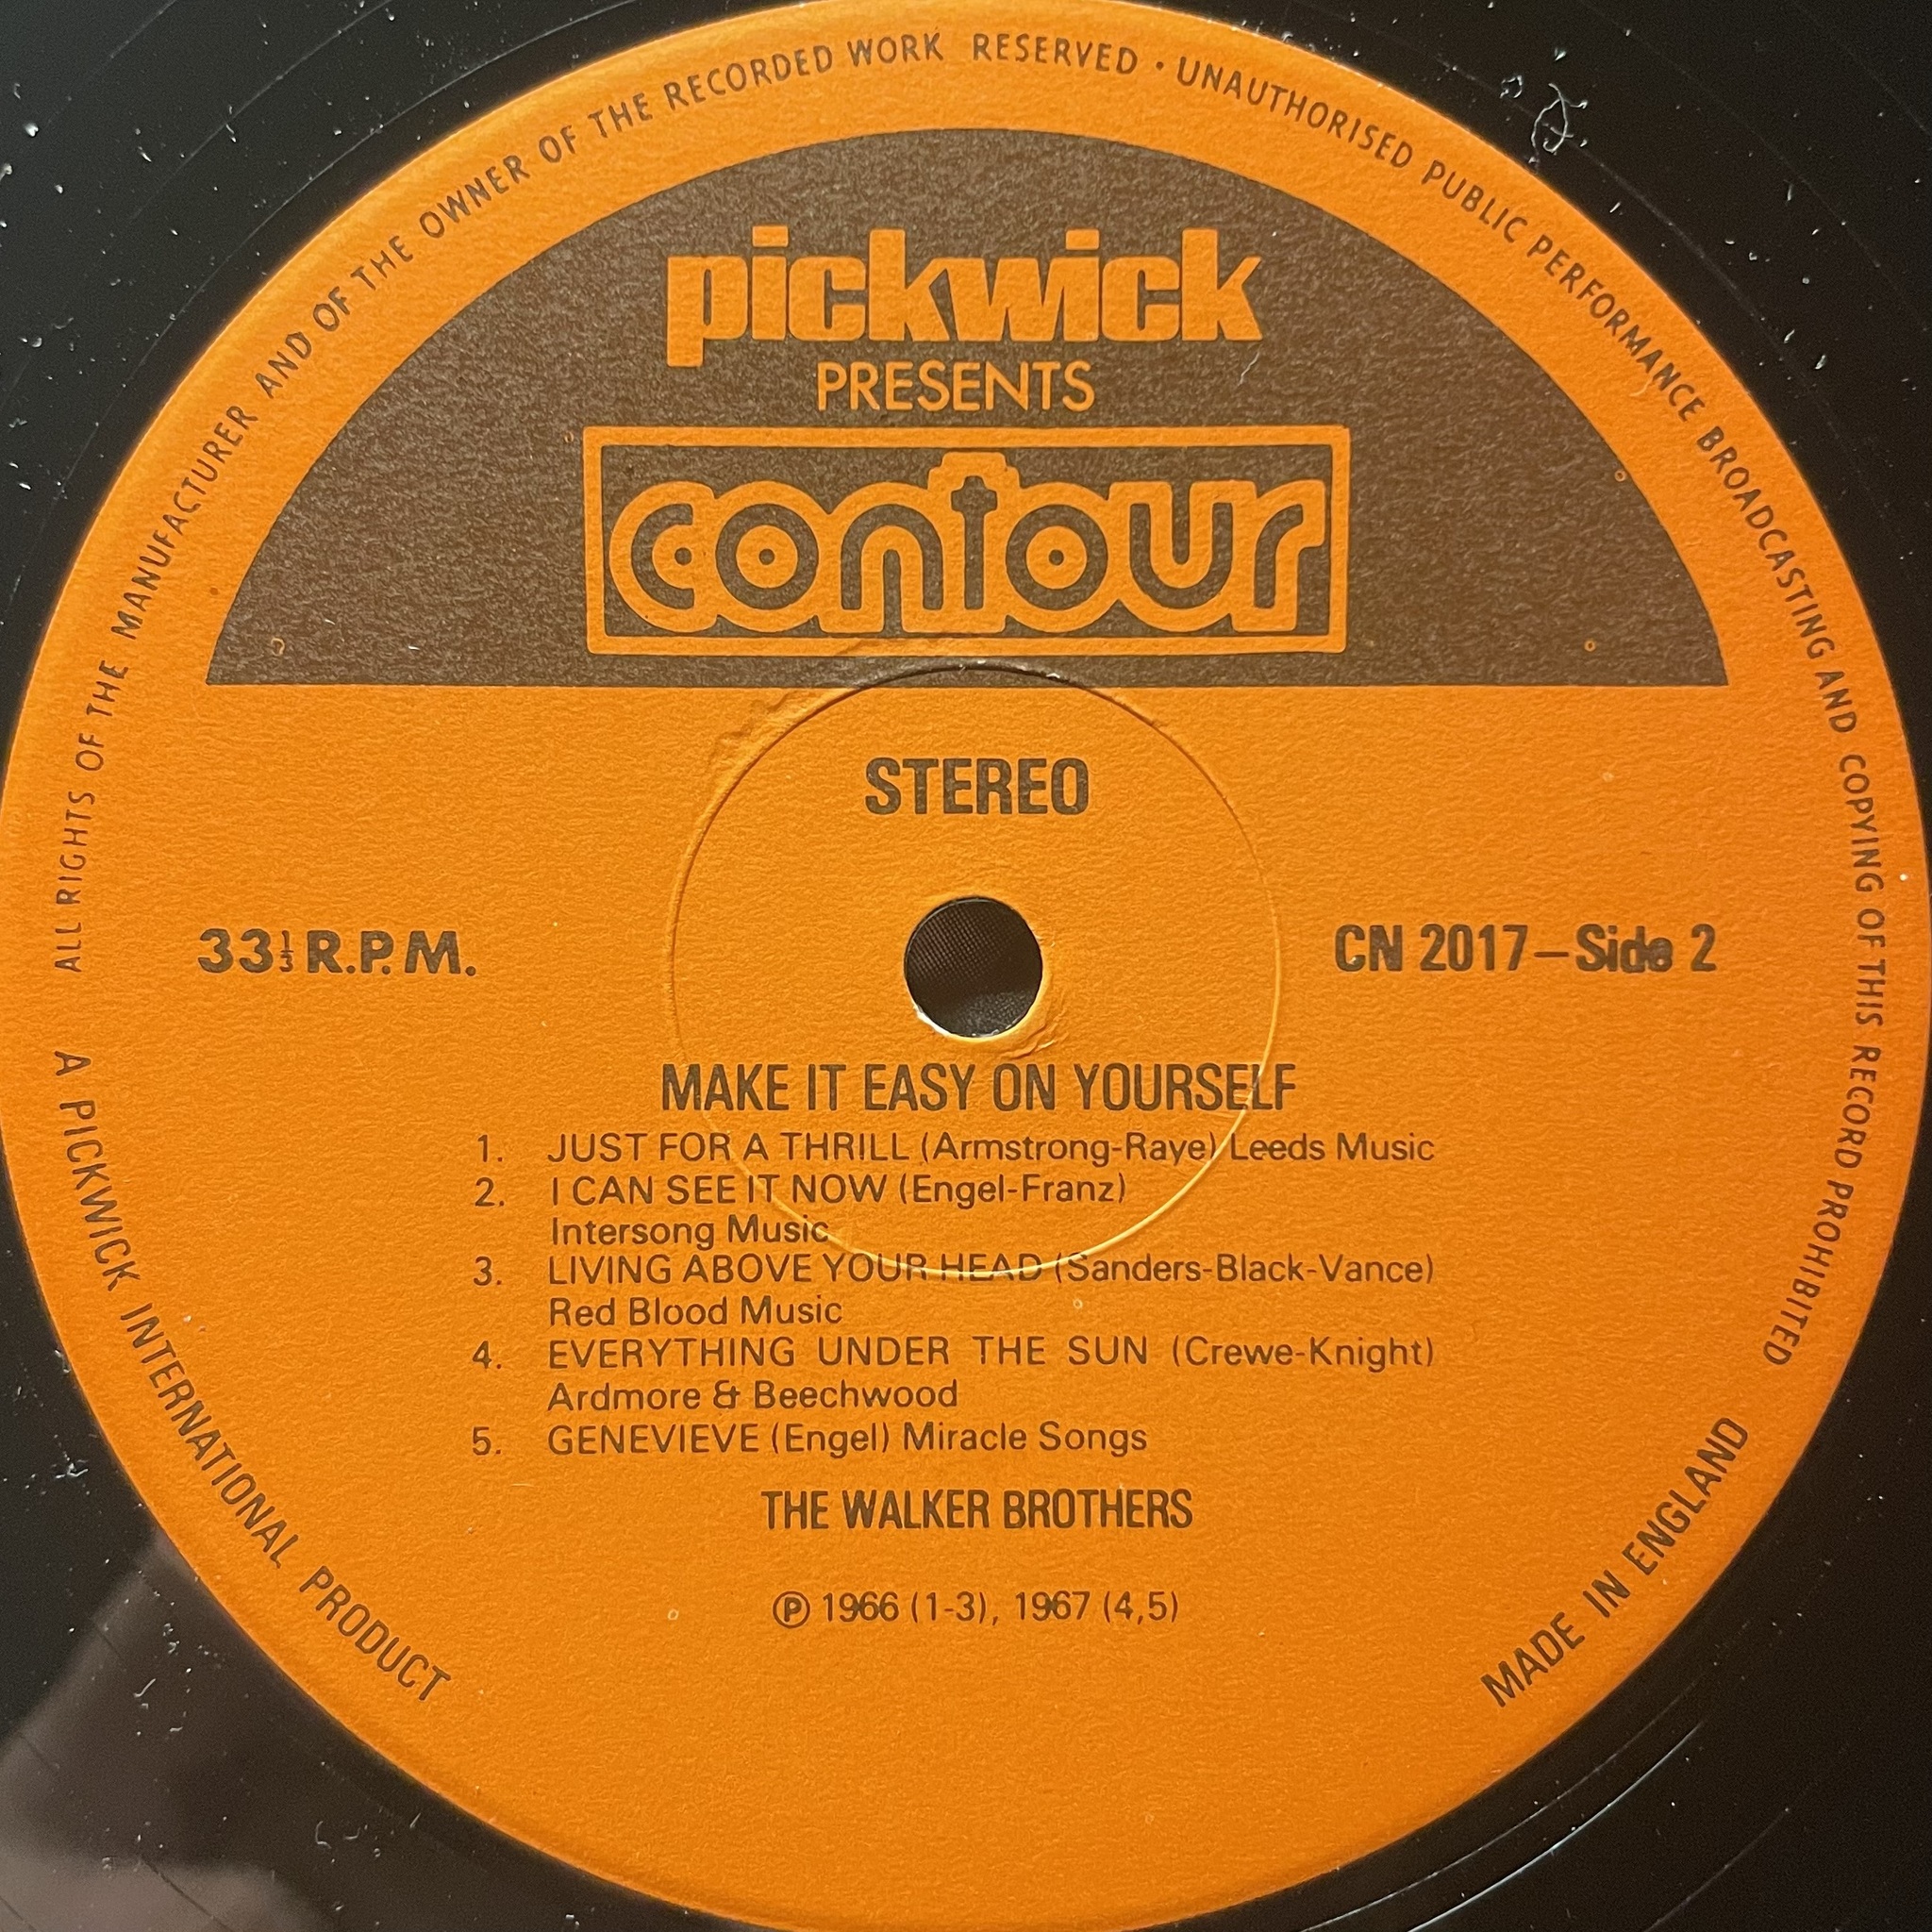 ALL RIGHTS OF THE MANUFACTURER AND OF THE OWNER OF THE RECORDED WORK RESERVED · UNAUTHORISED PUBLIC PERFORMANCE BROADCASTING AND COPYING OF THIS RECORD PROHIBITED
pickwick
PRESENTS
contour
STEREO
33⅓ R.P.M.
CN 2017–Side 2
MAKE IT EASY ON YOURSELF
1. JUST FOR A THRILL (Armstrong-Raye) Leeds Music
2. I CAN SEE IT NOW (Engel-Franz)
Intersong Music
3. LIVING ABOVE YOUR HEAD (Sanders-Black-Vance)
Red Blood Music
4. EVERYTHING UNDER THE SUN (Crewe-Knight)
Ardmore & Beechwood
5. GENEVIEVE (Engel) Miracle Songs
THE WALKER BROTHERS
℗ 1966 (1-3), 1967 (4,5)
A PICKWICK INTERNATIONAL PRODUCT
MADE IN ENGLAND